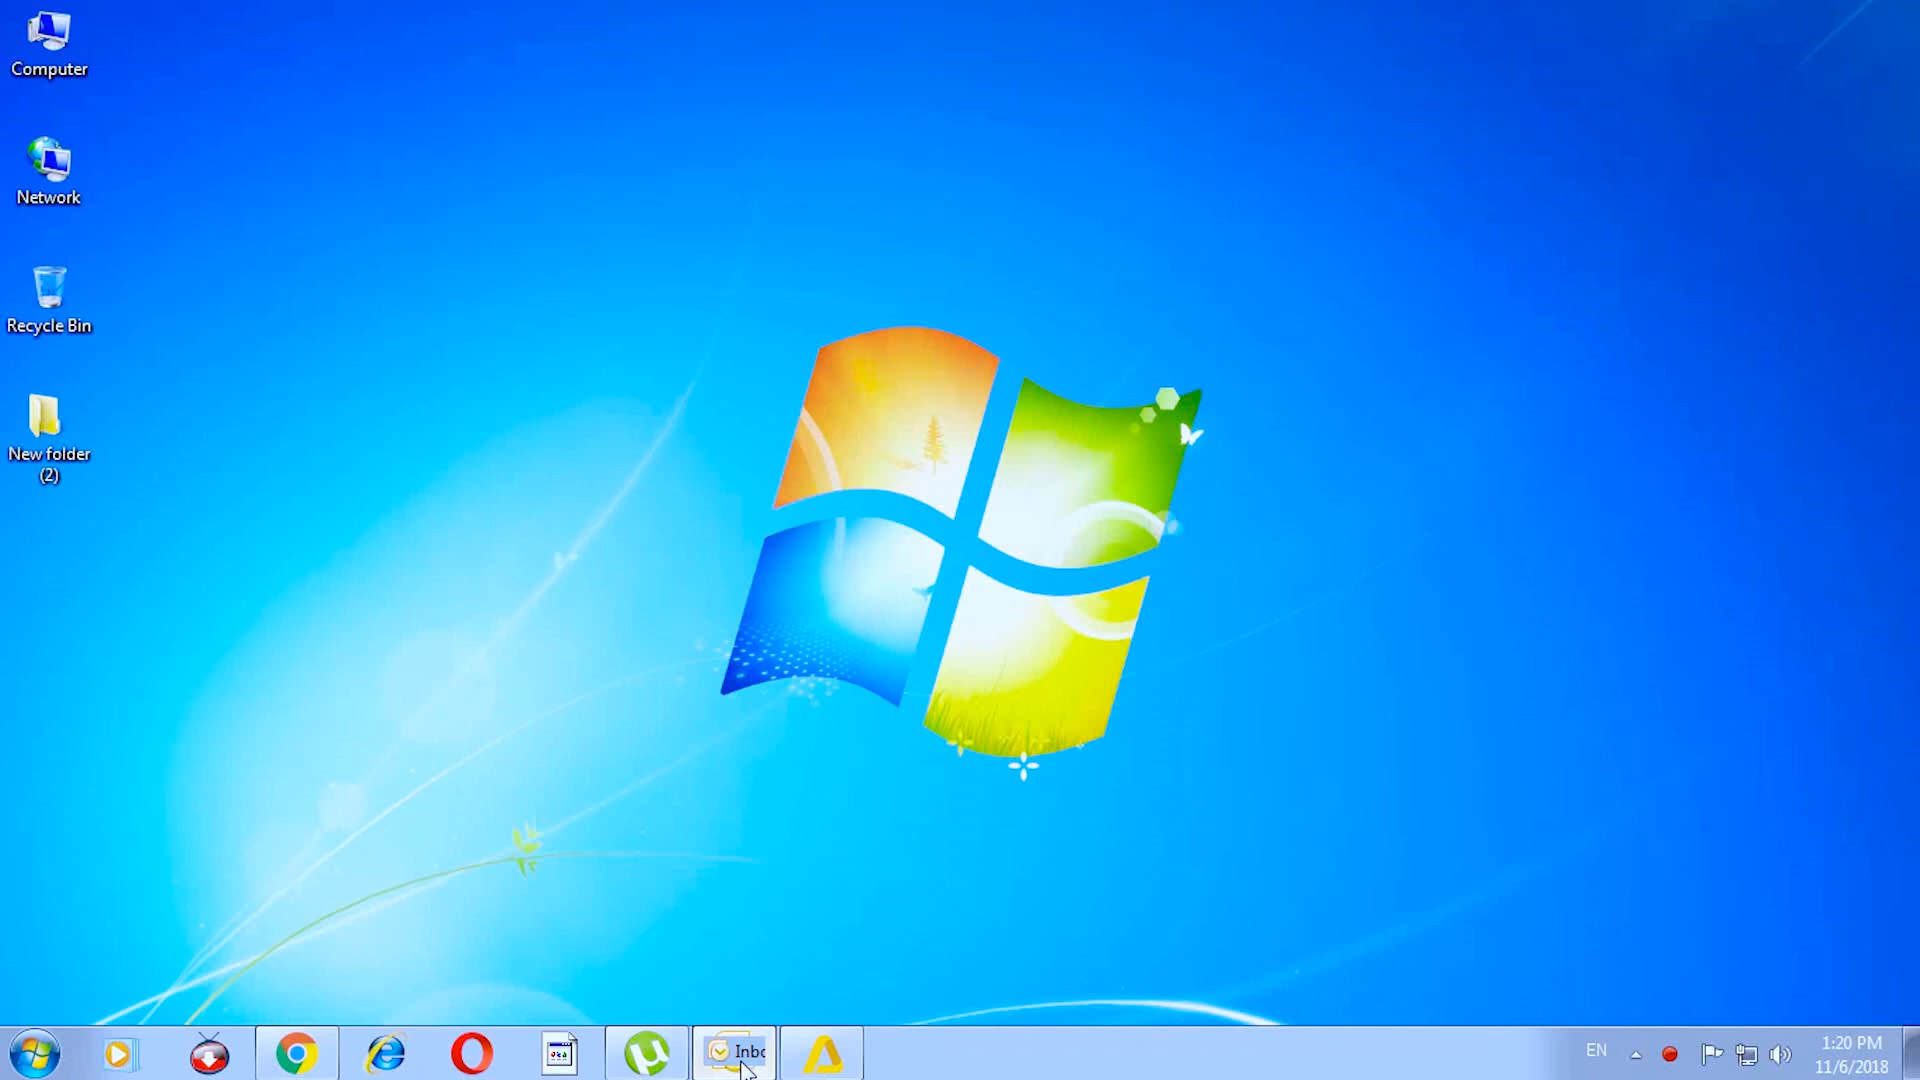 Computer
Network
Recycle Bin
New folder
(2)
Inbo
EN
1:20 PM
11/6/2018